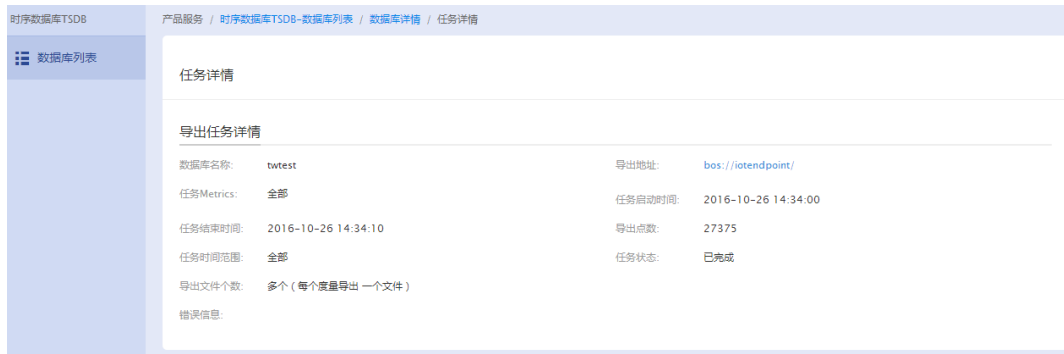 时序数据库TSDB
产品服务 / 时序数据库TSDB-数据库列表 / 数据库详情 / 任务详情
数据库列表
任务详情
导出任务详情
数据库名称: twtest 导出地址: bos://iotendpoint/
任务Metrics: 全部 任务启动时间: 2016-10-26 14:34:00
任务结束时间: 2016-10-26 14:34:10 导出点数: 27375
任务时间范围: 全部 任务状态: 已完成
导出文件个数: 多个 ( 每个度量导出 一个文件 )
错误信息: